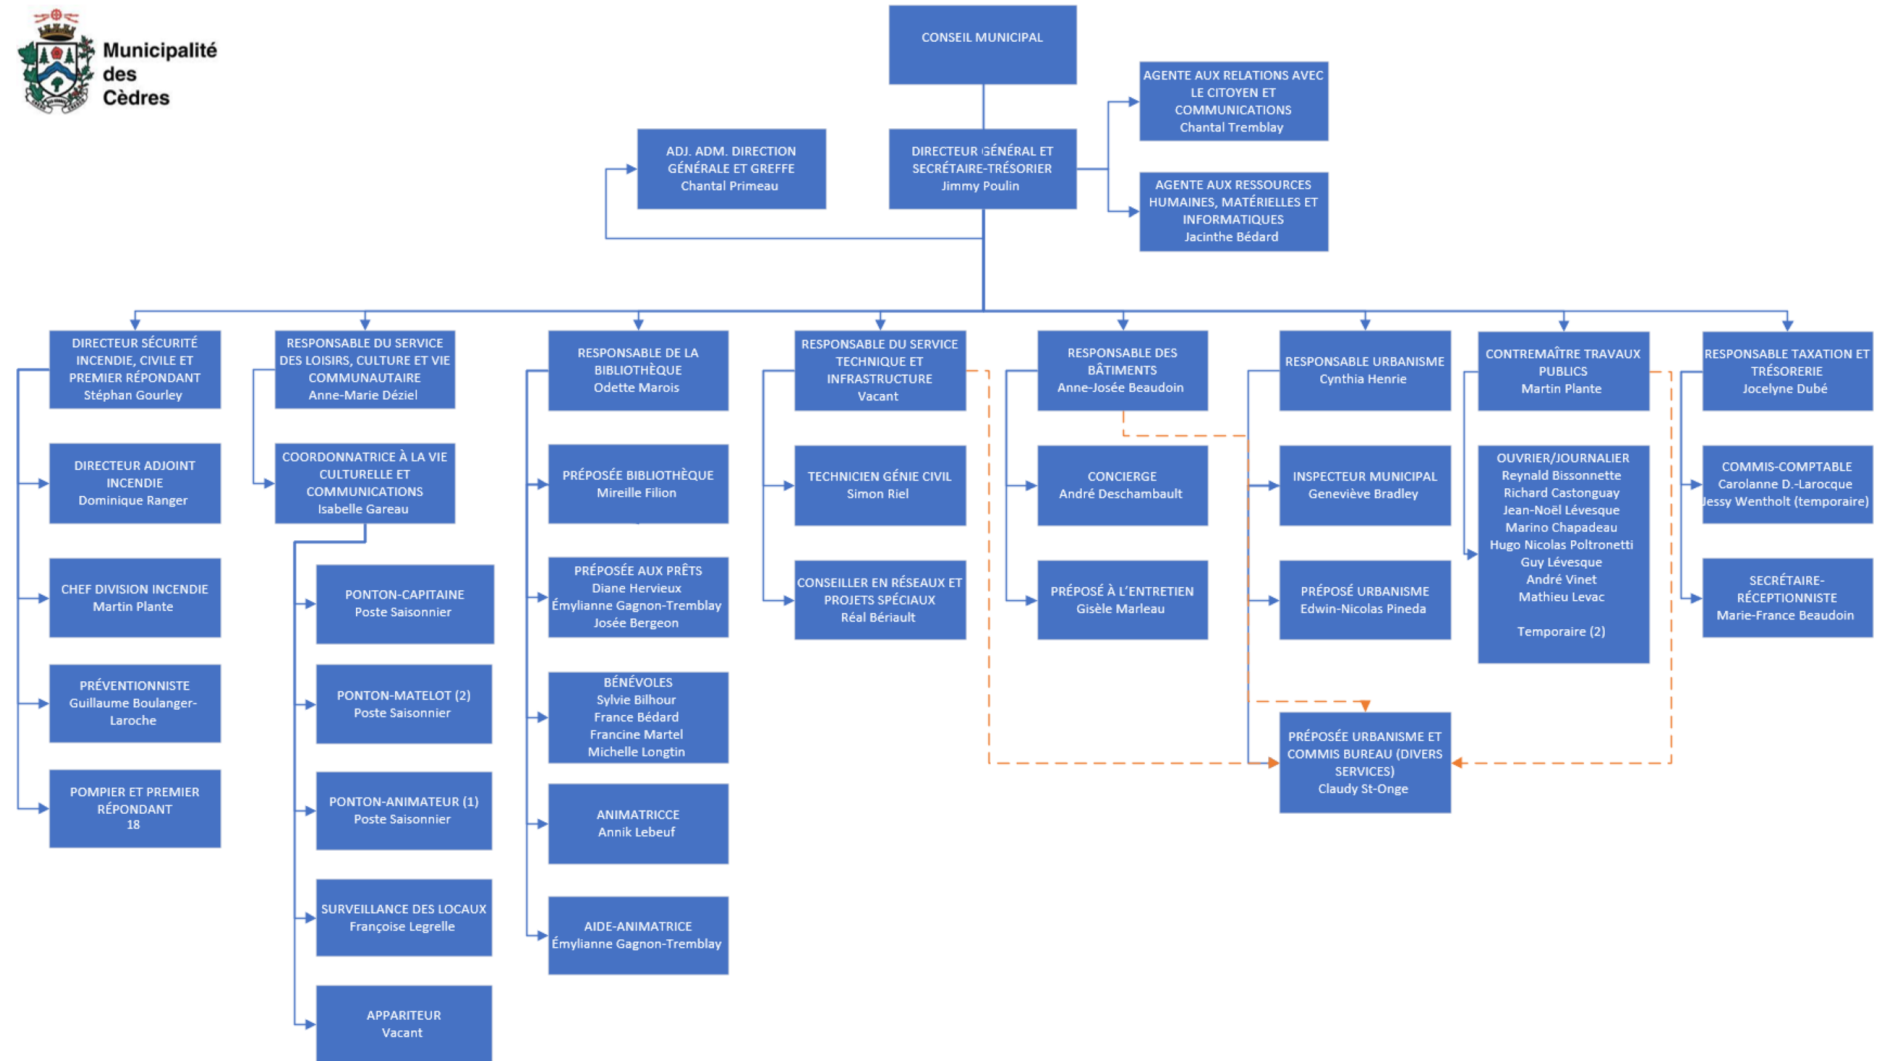 Municipalité
des
Cèdres
CONSEIL MUNICIPAL
AGENTE AUX RELATIONS AVEC
LE CITOYEN ET
COMMUNICATIONS
Chantal Tremblay
ADJ. ADM. DIRECTION
GÉNÉRALE ET GREFFE
Chantal Primeau
DIRECTEUR GÉNÉRAL ET
SECRÉTAIRE-TRÉSORIER
Jimmy Poulin
AGENTE AUX RESSOURCES
HUMAINES, MATÉRIELLES ET
INFORMATIQUES
Jacinthe Bédard
DIRECTEUR SÉCURITÉ
INCENDIE, CIVILE ET
PREMIER RÉPONDANT
Stéphan Gourley
DIRECTEUR ADJOINT
INCENDIE
Dominique Ranger
CHEF DIVISION INCENDIE
Martin Plante
PRÉVENTIONNISTE
Guillaume Boulanger-
Laroche
POMPIER ET PREMIER
RÉPONDANT
18
RESPONSABLE DU SERVICE
DES LOISIRS, CULTURE ET VIE
COMMUNAUTAIRE
Anne-Marie Déziel
COORDONNATRICE À LA VIE
CULTURELLE ET
COMMUNICATIONS
Isabelle Gareau
PONTON-CAPITAINE
Poste Saisonnier
PONTON-MATELOT (2)
Poste Saisonnier
PONTON-ANIMATEUR (1)
Poste Saisonnier
SURVEILLANCE DES LOCAUX
Françoise Legrelle
APPARITEUR
Vacant
RESPONSABLE DE LA
BIBLIOTHÈQUE
Odette Marois
PRÉPOSÉE BIBLIOTHÈQUE
Mireille Filion
PRÉPOSÉE AUX PRÊTS
Diane Hervieux
Émylianne Gagnon-Tremblay
Josée Bergeon
BÉNÉVOLES
Sylvie Bilhour
France Bédard
Francine Martel
Michelle Longtin
ANIMATRICCE
Annik Lebeuf
AIDE-ANIMATRICE
Émylianne Gagnon-Tremblay
RESPONSABLE DU SERVICE
TECHNIQUE ET
INFRASTRUCTURE
Vacant
TECHNICIEN GÉNIE CIVIL
Simon Riel
CONSEILLER EN RÉSEAUX ET
PROJETS SPÉCIAUX
Réal Bériault
RESPONSABLE DES
BÂTIMENTS
Anne-Josée Beaudoin
CONCIERGE
André Deschambault
PRÉPOSÉ À L'ENTRETIEN
Gisèle Marleau
RESPONSABLE URBANISME
Cynthia Henrie
INSPECTEUR MUNICIPAL
Geneviève Bradley
PRÉPOSÉ URBANISME
Edwin-Nicolas Pineda
PRÉPOSÉE URBANISME ET
COMMIS BUREAU (DIVERS
SERVICES)
Claudy St-Onge
CONTREMAÎTRE TRAVAUX
PUBLICS
Martin Plante
OUVRIER/JOURNALIER
Reynald Bissonnette
Richard Castonguay
Jean-Noël Lévesque
Marino Chapadeau
Hugo Nicolas Poltronetti
Guy Lévesque
André Vinet
Mathieu Levac
Temporaire (2)
RESPONSABLE TAXATION ET
TRÉSORERIE
Jocelyne Dubé
COMMIS-COMPTABLE
Carolanne D.-Larocque
Jessy Wentholt (temporaire)
SECRÉTAIRE-
RÉCEPTIONNISTE
Marie-France Beaudoin